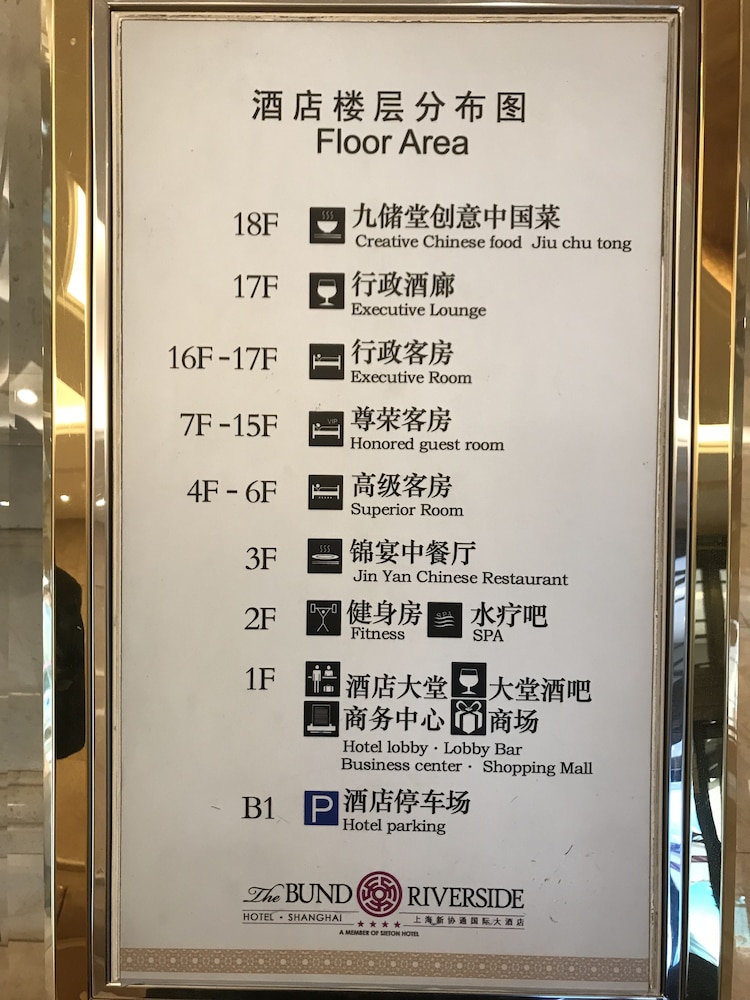 酒店楼层分布图
Floor Area
18F 九储堂创意中国菜
Creative Chinese food Jiu chu tong
17F 行政酒廊
Executive Lounge
16F-17F 行政客房
Executive Room
7F-15F VIP 尊荣客房
Honored guest room
4F-6F 高级客房
Superior Room
3F 锦宴中餐厅
Jin Yan Chinese Restaurant
2F 健身房 SPA 水疗吧
Fitness SPA
1F 酒店大堂 大堂酒吧
商务中心 商场
Hotel lobby · Lobby Bar
Business center · Shopping Mall
B1 P 酒店停车场
Hotel parking
The BUND RIVERSIDE
HOTEL · SHANGHAI 上海新协通国际大酒店
A MEMBER OF SIETON HOTEL